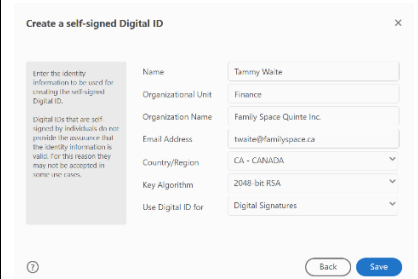 Create a self-signed Digital ID
×
Enter the identity
information to be used for
creating the self-signed
Digital ID.
Digital IDs that are self-
signed by individuals do not
provide the assurance that
the identity information is
valid. For this reason they
may not be accepted in
some use cases.
Name Tammy Waite
Organizational Unit Finance
Organization Name Family Space Quinte Inc.
Email Address twaite@familyspace.ca
Country/Region CA - CANADA
Key Algorithm 2048-bit RSA
Use Digital ID for Digital Signatures
?
Back Save